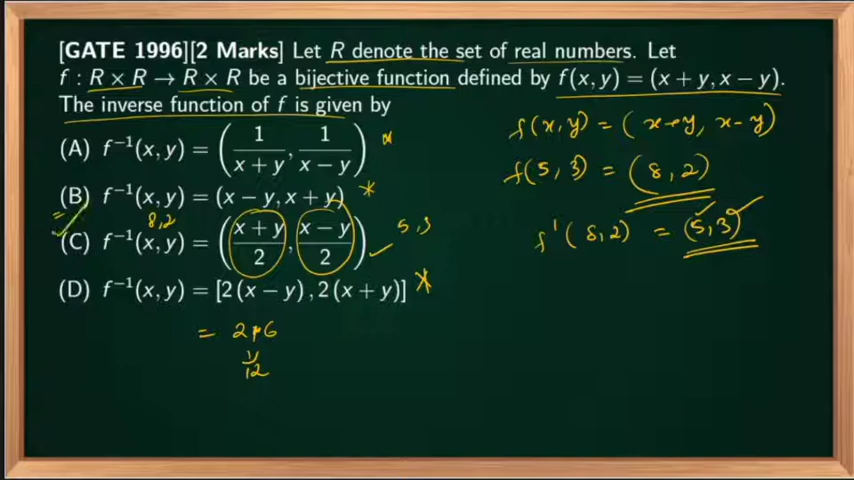 [GATE 1996][2 Marks] Let R denote the set of real numbers. Let
f : R × R → R × R be a bijective function defined by f(x, y) = (x + y, x − y).
The inverse function of f is given by
(A) f⁻¹(x, y) = (1/(x + y), 1/(x − y)) ×
(B) f⁻¹(x, y) = (x − y, x + y) ×
8,2
(C) f⁻¹(x, y) = ((x + y)/2, (x − y)/2) 5,3
(D) f⁻¹(x, y) = [2(x − y), 2(x + y)] ×
= 2*6
12
f(x, y) = (x+y, x-y)
f(5, 3) = (8, 2)
f¹(8,2) = (5,3)